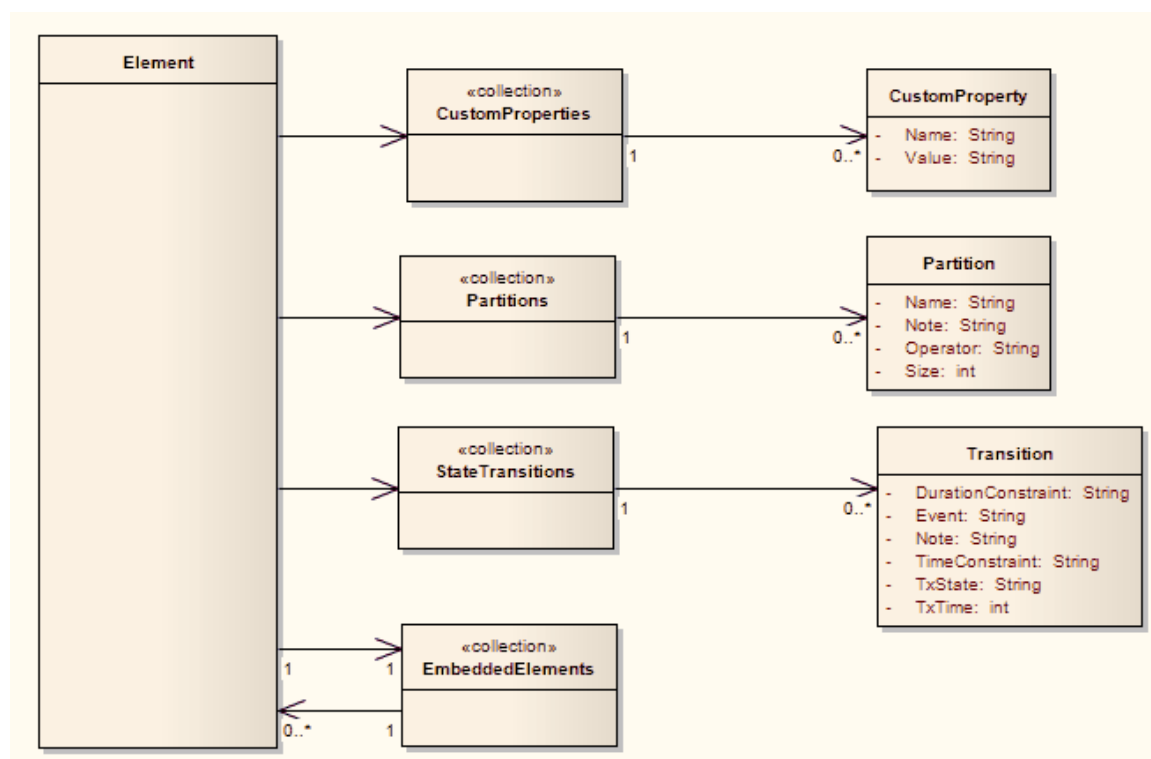 Element
«collection»
CustomProperties
1
0..*
CustomProperty
- Name: String
- Value: String
«collection»
Partitions
1
0..*
Partition
- Name: String
- Note: String
- Operator: String
- Size: int
«collection»
StateTransitions
1
0..*
Transition
- DurationConstraint: String
- Event: String
- Note: String
- TimeConstraint: String
- TxState: String
- TxTime: int
1
1
«collection»
EmbeddedElements
0..*
1